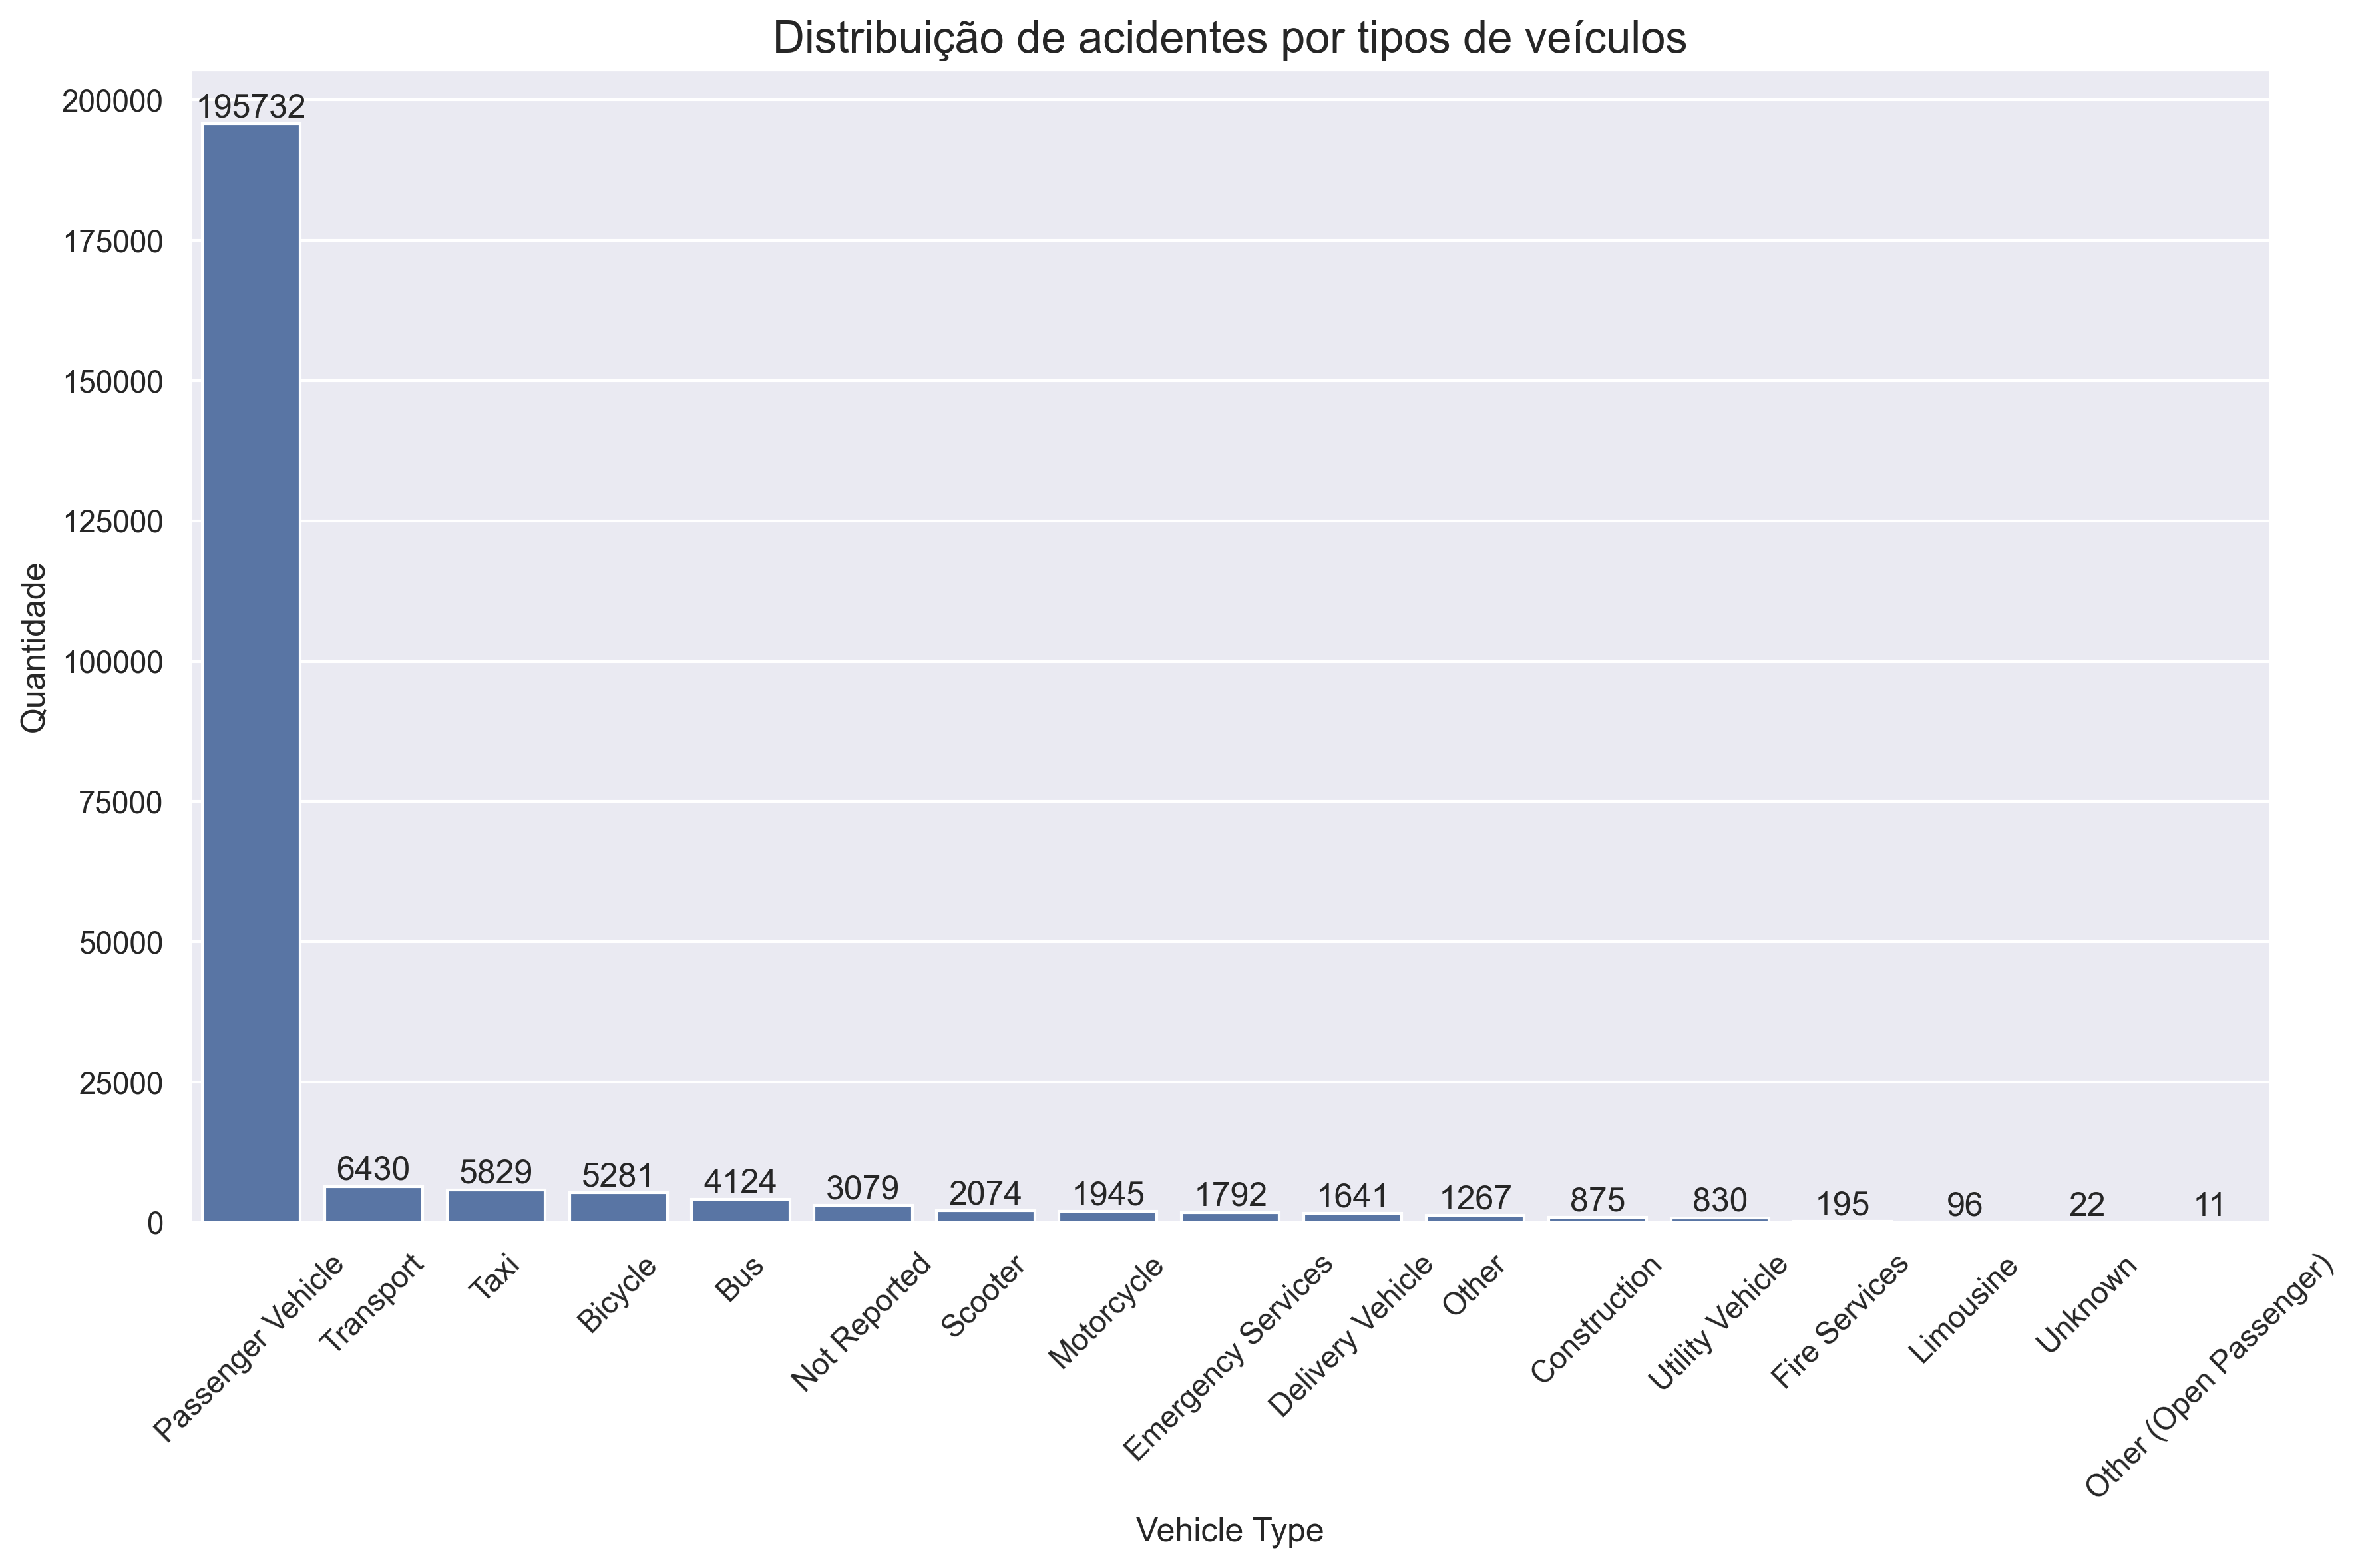 Distribuição de acidentes por tipos de veículos
Quantidade
200000
175000
150000
125000
100000
75000
50000
25000
0
195732
6430
5829
5281
4124
3079
2074
1945
1792
1641
1267
875
830
195
96
22
11
Passenger Vehicle
Transport
Taxi
Bicycle
Bus
Not Reported
Scooter
Motorcycle
Emergency Services
Delivery Vehicle
Other
Construction
Utility Vehicle
Fire Services
Limousine
Unknown
Other (Open Passenger)
Vehicle Type